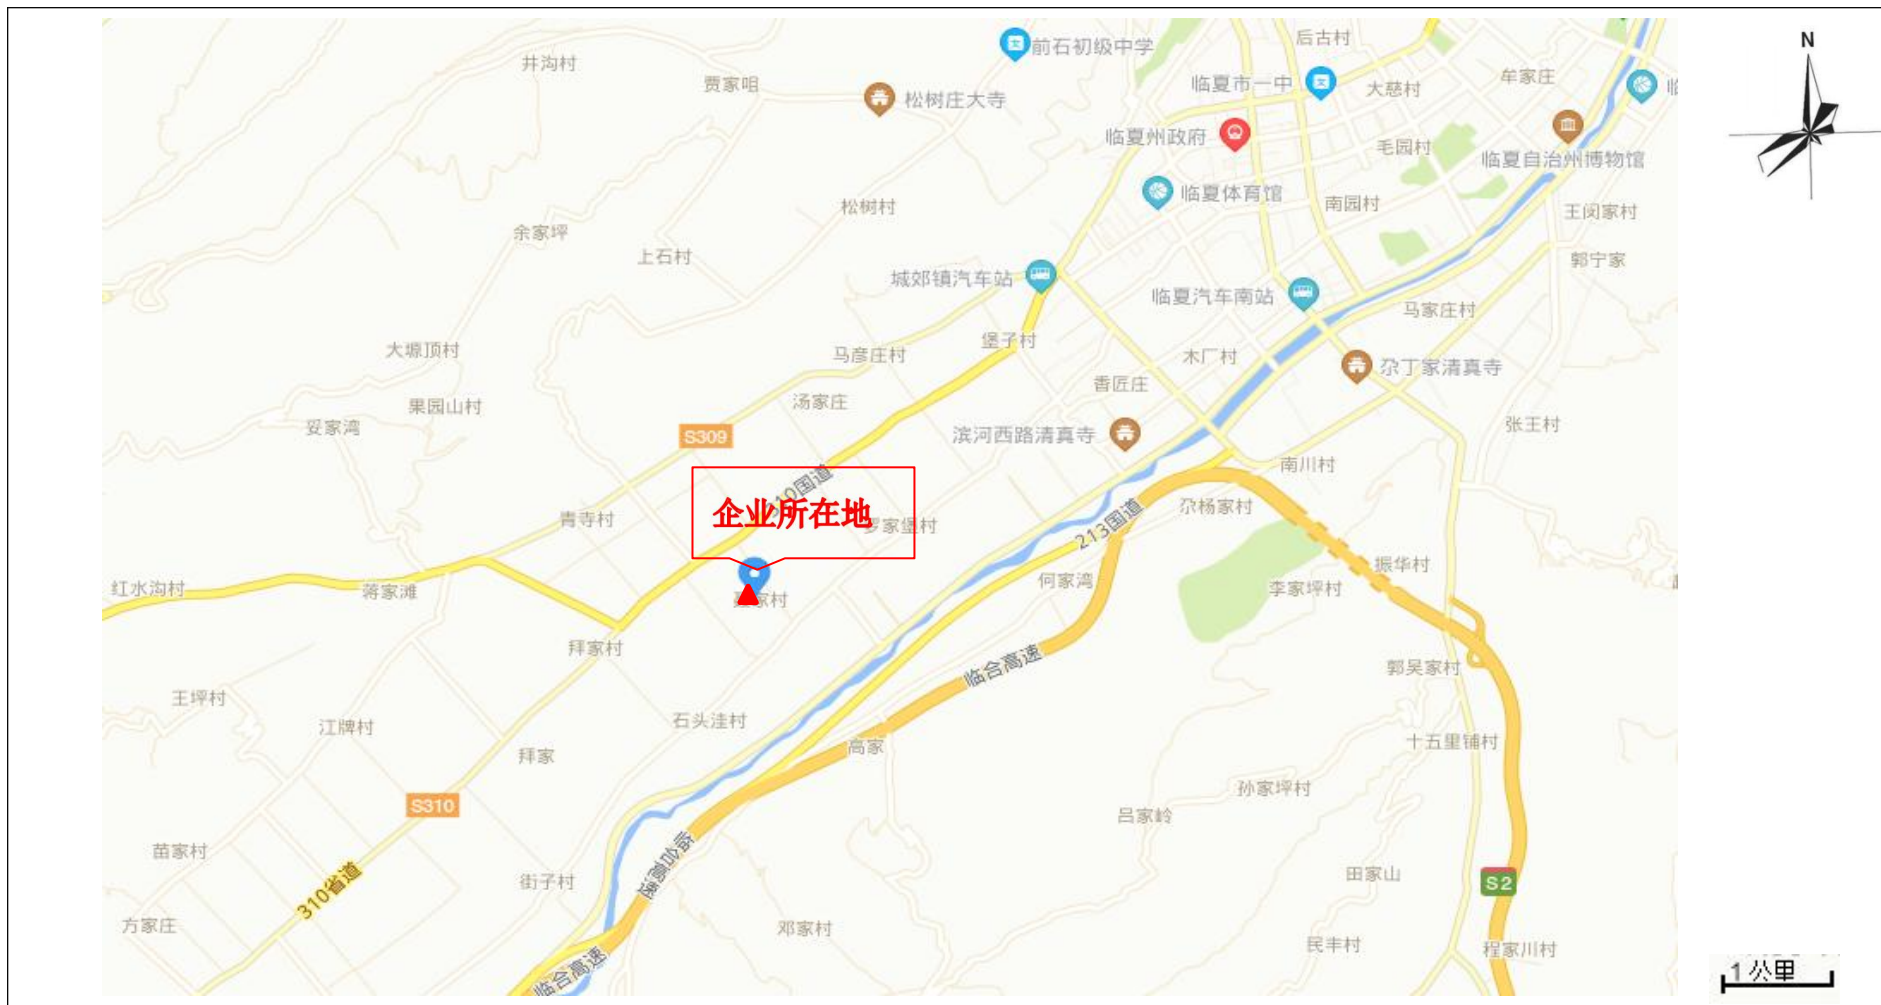 后古村
前石初级中学
N
井沟村
贾家咀
临夏市一中
大慈村
牟家庄
临
松树庄大寺
临夏州政府
毛园村
临夏自治州博物馆
临夏体育馆
松树村
南园村
王闵家村
余家坪
上石村
郭宁家
城郊镇汽车站
临夏汽车南站
马家庄村
堡子村
大塬顶村
马彦庄村
木厂村
尕丁家清真寺
香匠庄
果园山村
汤家庄
妥家湾
S309
滨河西路清真寺
张王村
南川村
310国道
企业所在地
青寺村
罗家堡村
213国道
尕杨家村
振华村
红水沟村
蒋家滩
何家湾
李家坪村
家村
拜家村
临合高速
郭吴家村
王坪村
江牌村
石头洼村
拜家
高家
十五里铺村
孙家坪村
S310
吕家岭
苗家村
临合高速
310省道
街子村
田家山
S2
方家庄
邓家村
民丰村
程家川村
临合高速
1公里